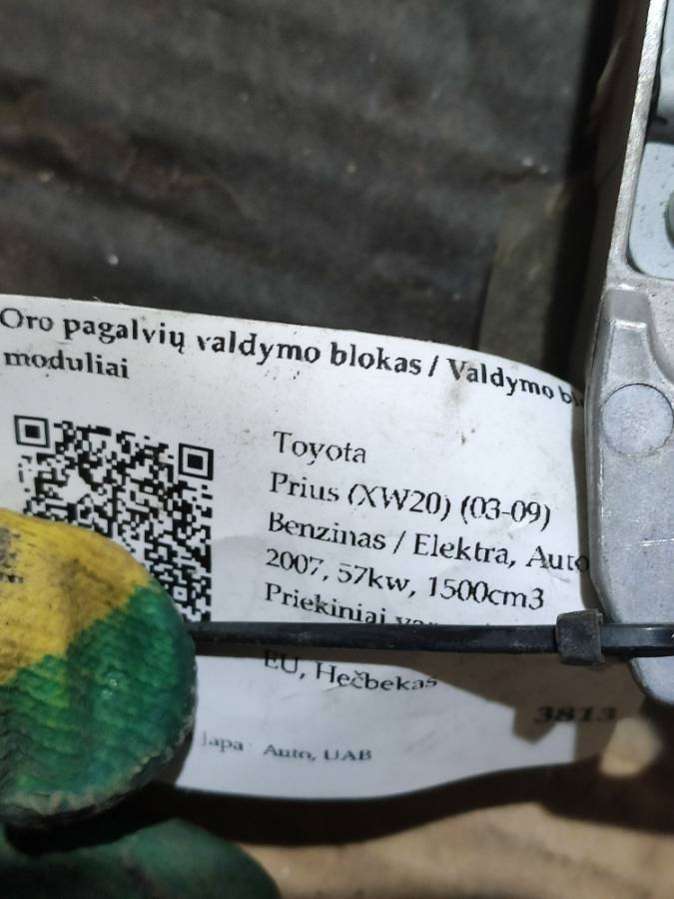 Oro pagalvių valdymo blokas / Valdymo
moduliai
Toyota
Prius (XW20) (03-09)
Benzinas / Elektra, Auto
2007, 57kw, 1500cm3
Priekiniai
EU, Hečbekas
3813
Auto, UAB